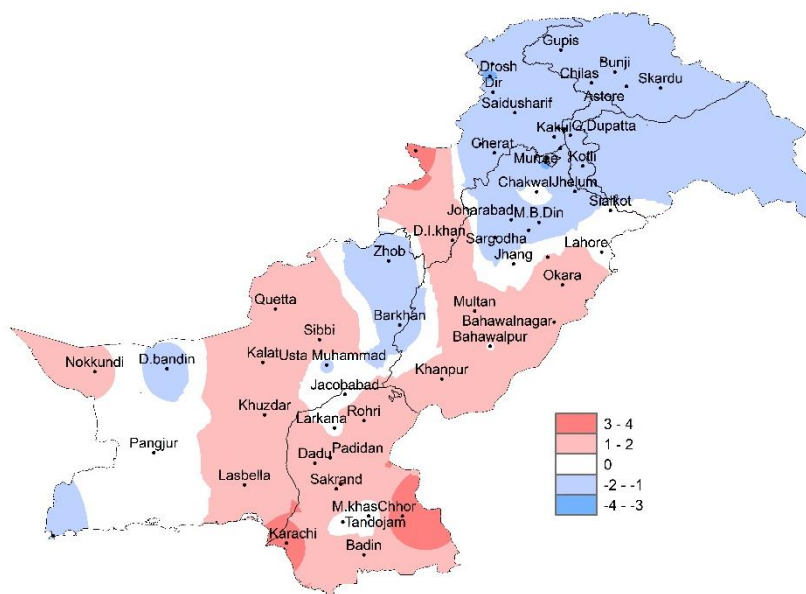 Gupis
Drosh
Bunji
Chilas
Skardu
Dir
Astore
Saidusharif
Kakul
G.Dupatta
Cherat
Murree
Kotli
Chakwal
Jhelum
Sialkot
Joharabad
M.B.Din
D.I.khan
Sargodha
Lahore
Zhob
Jhang
Okara
Quetta
Multan
Barkhan
Bahawalnagar
Sibbi
Bahawalpur
Nokkundi
D.bandin
Kalat
Usta Muhammad
Khanpur
Jacobabad
Khuzdar
Rohri
Larkana
Pangjur
Padidan
Dadu
Lasbella
Sakrand
M.khas
Chhor
Tandojam
Karachi
Badin
3 - 4
1 - 2
0
-2 - -1
-4 - -3